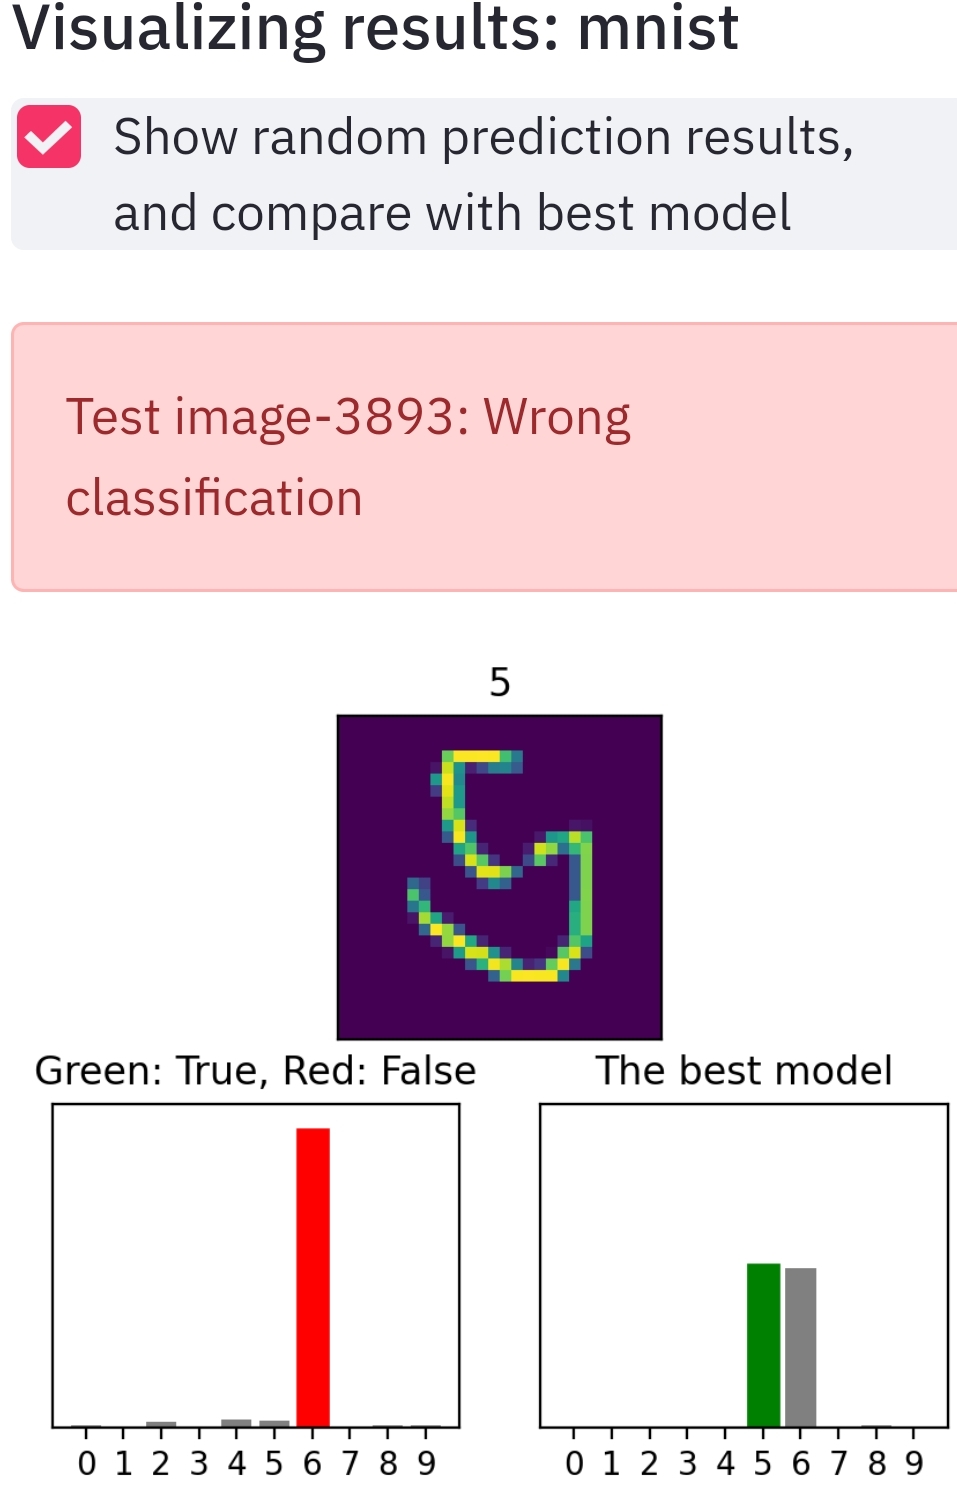 Visualizing results: mnist
Show random prediction results,
and compare with best model
Test image-3893: Wrong
classification
5
5
Green: True, Red: False
The best model
0 1 2 3 4 5 6 7 8 9
0 1 2 3 4 5 6 7 8 9